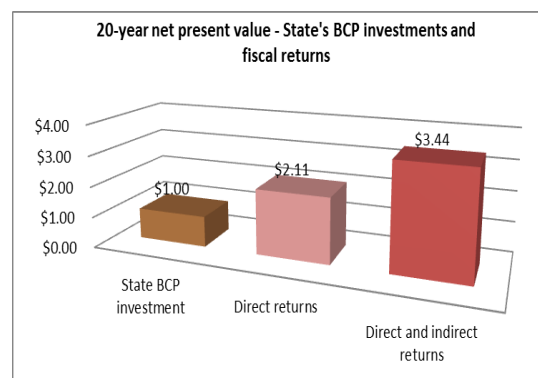 20-year net present value - State's BCP investments and
fiscal returns
$4.00
$3.00
$2.00
$1.00
$0.00
$1.00
$2.11
$3.44
State BCP
investment
Direct returns
Direct and indirect
returns